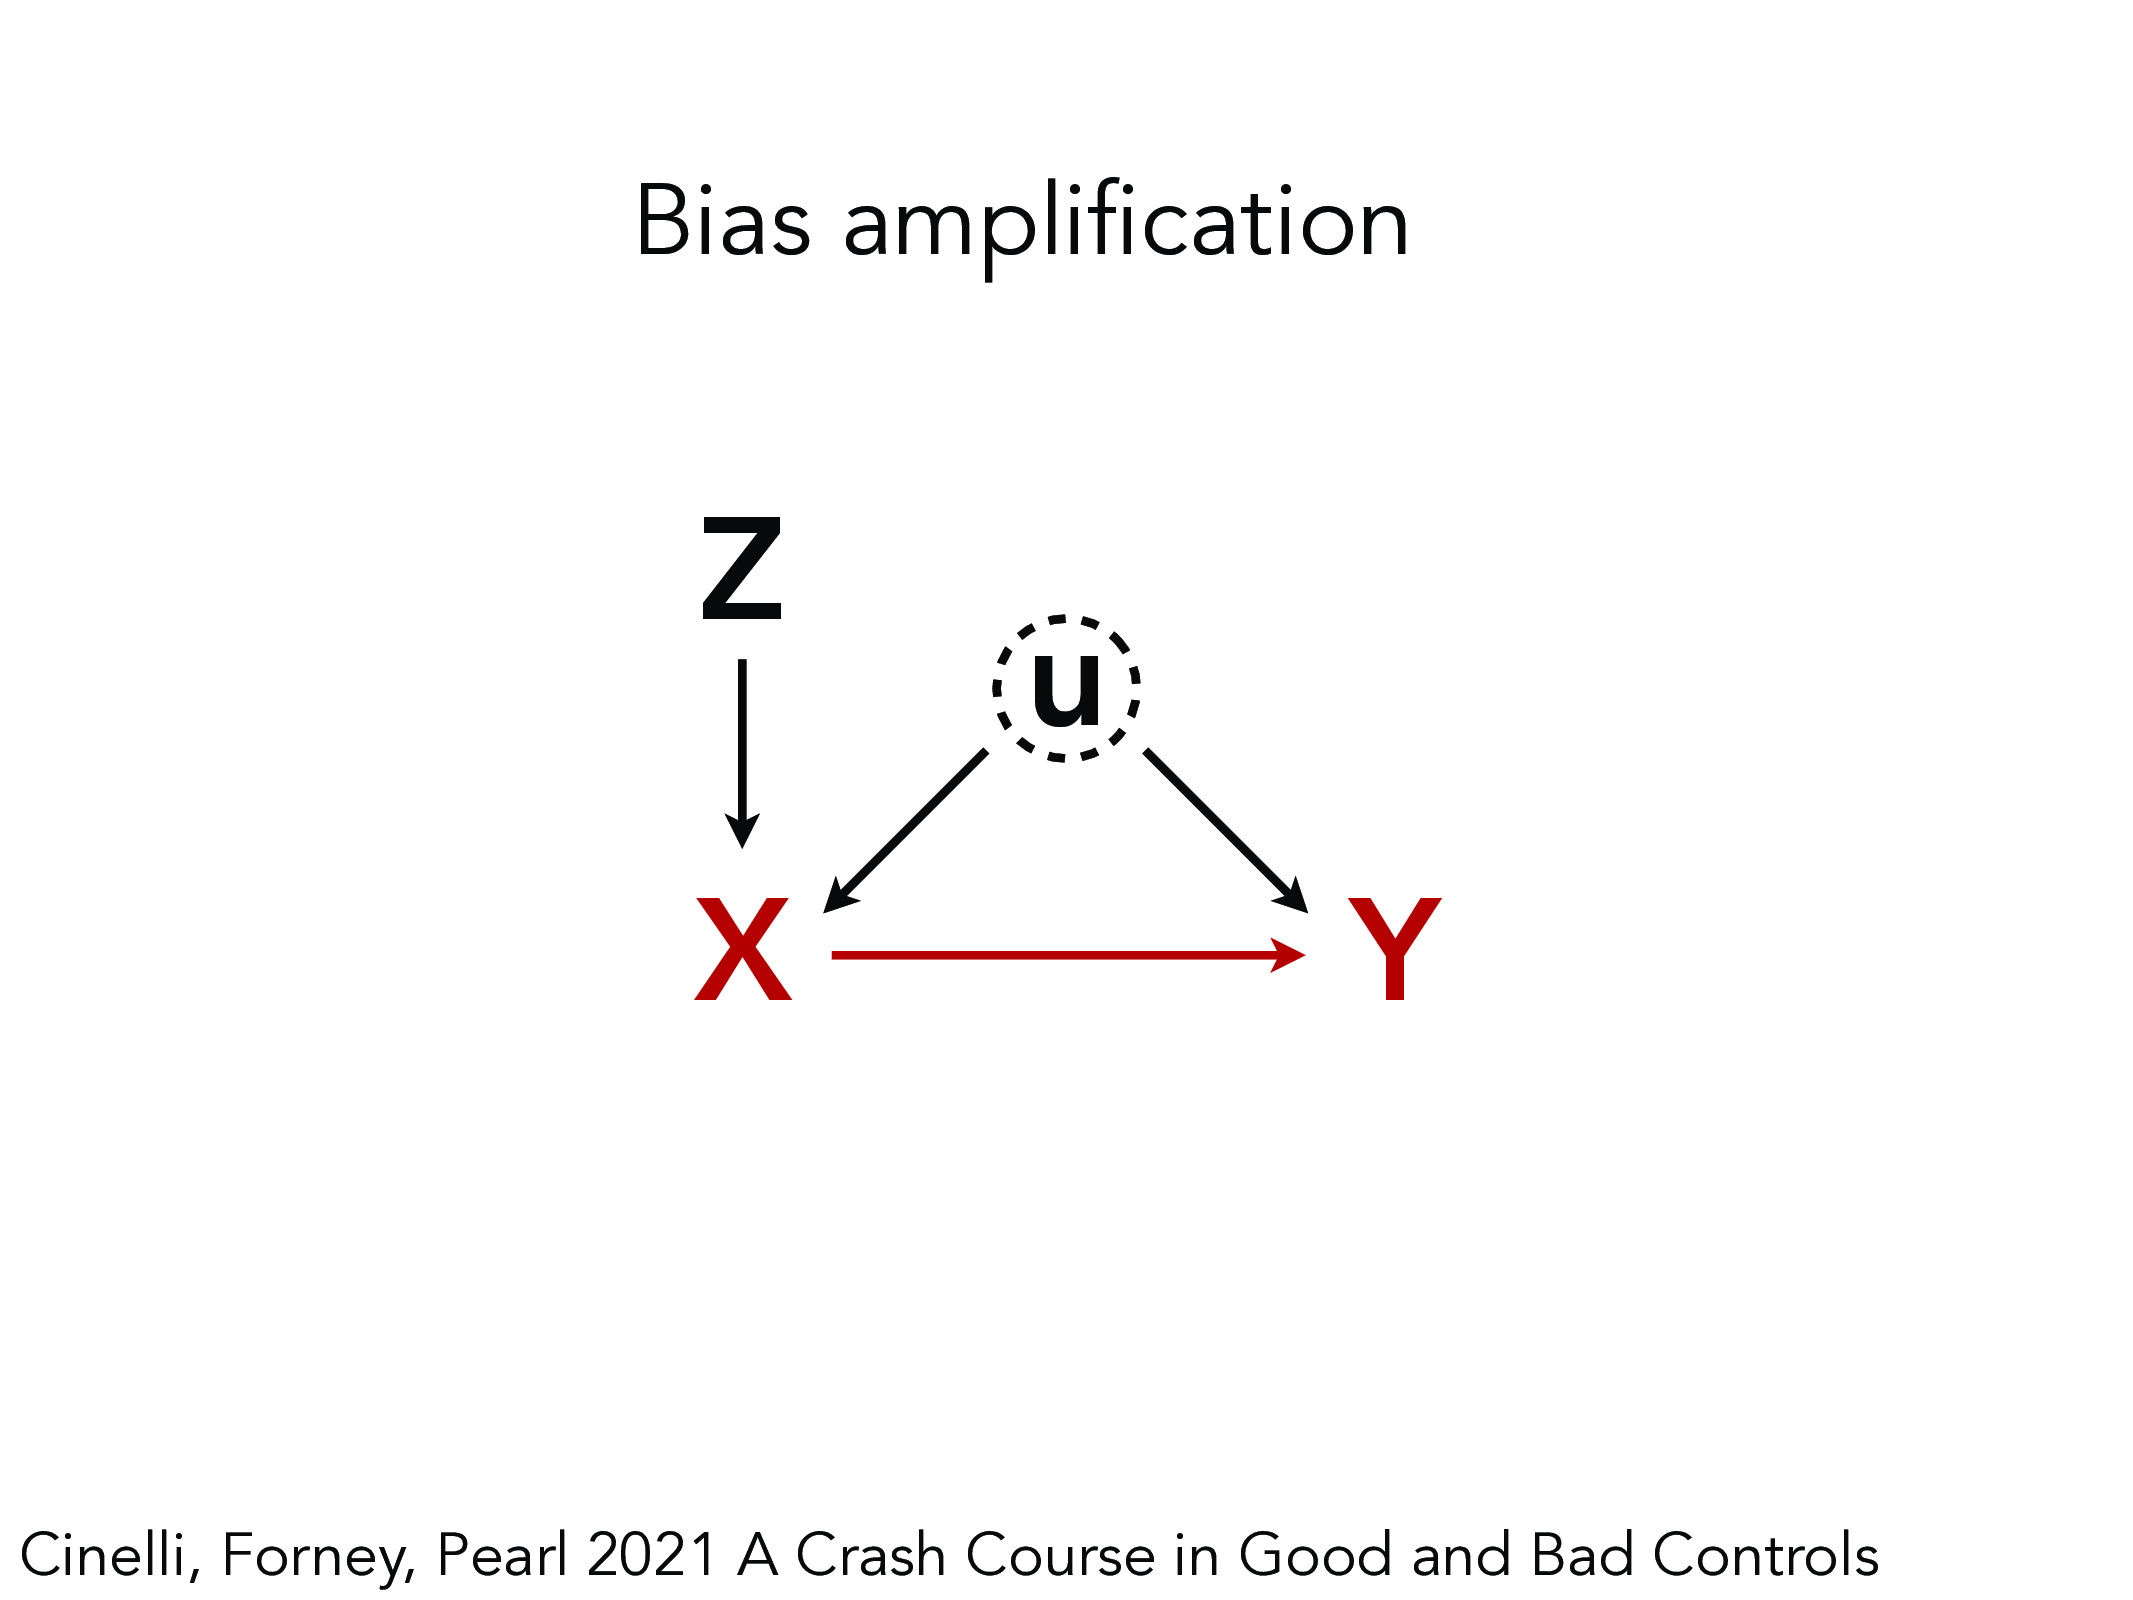 Bias amplification
Z
u
X
Y
Cinelli, Forney, Pearl 2021 A Crash Course in Good and Bad Controls